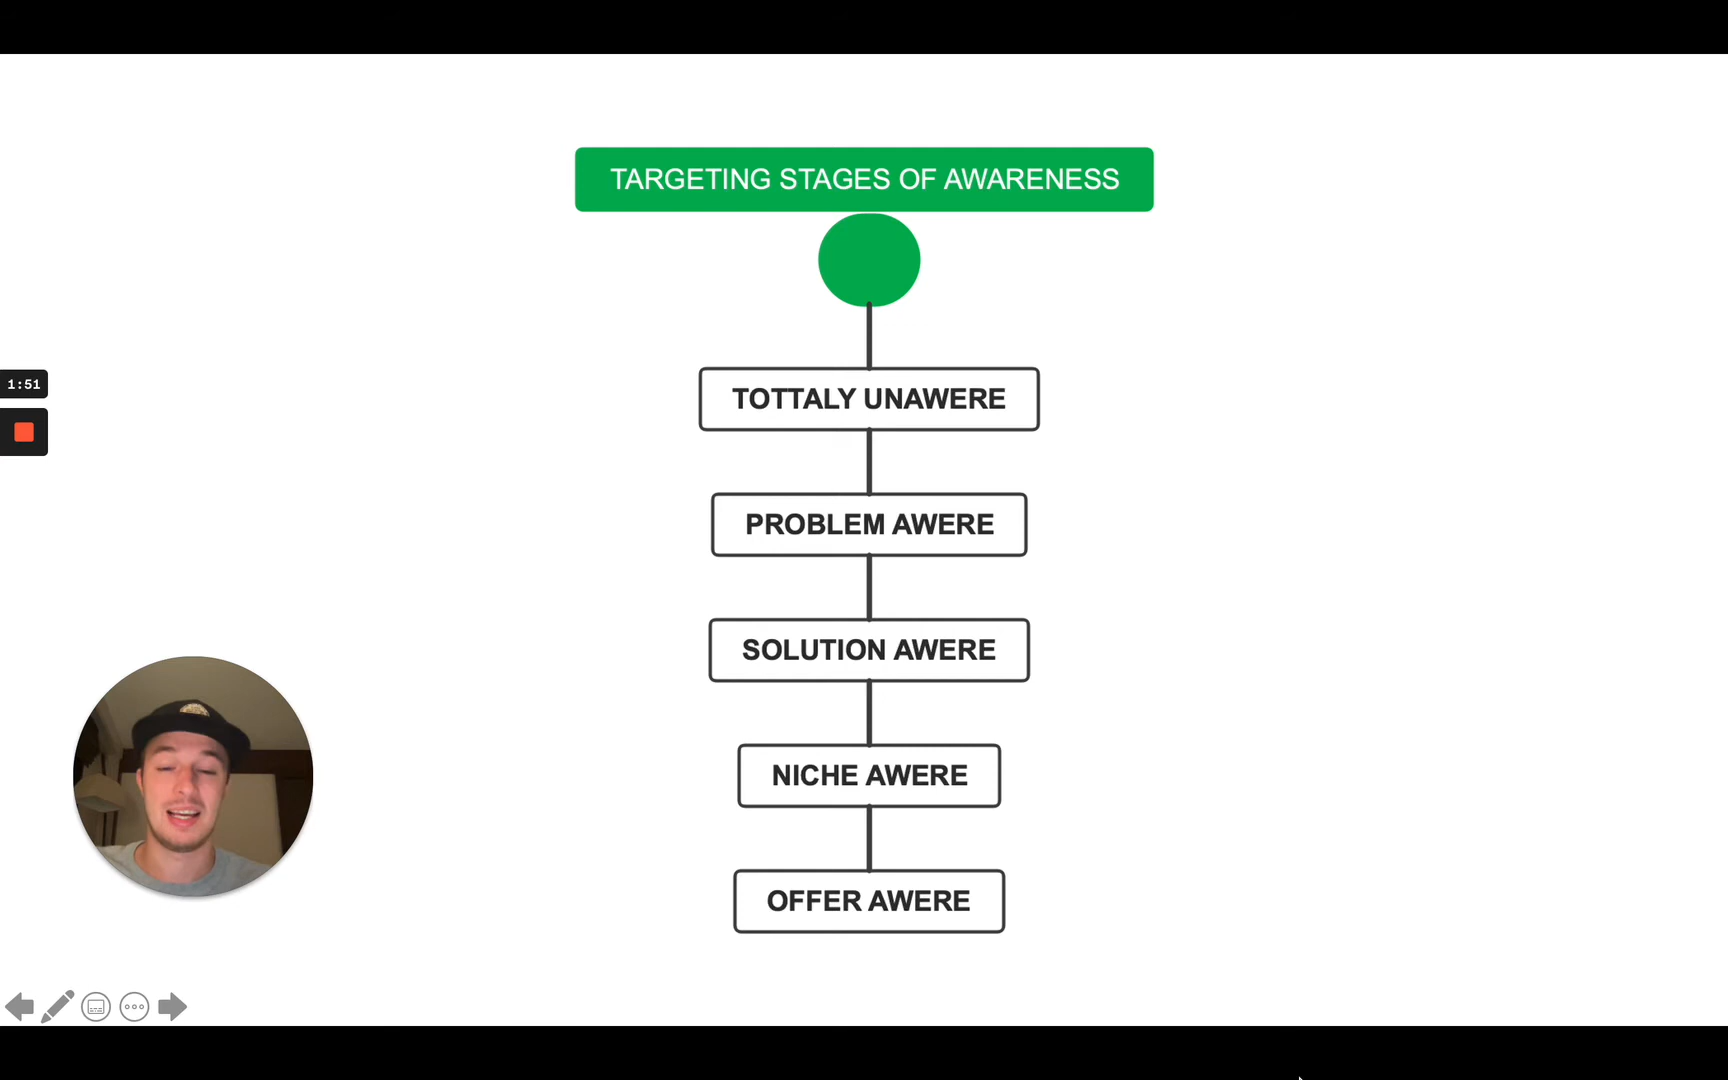 TARGETING STAGES OF AWARENESS
1:51
TOTTALY UNAWERE
PROBLEM AWERE
SOLUTION AWERE
NICHE AWERE
OFFER AWERE